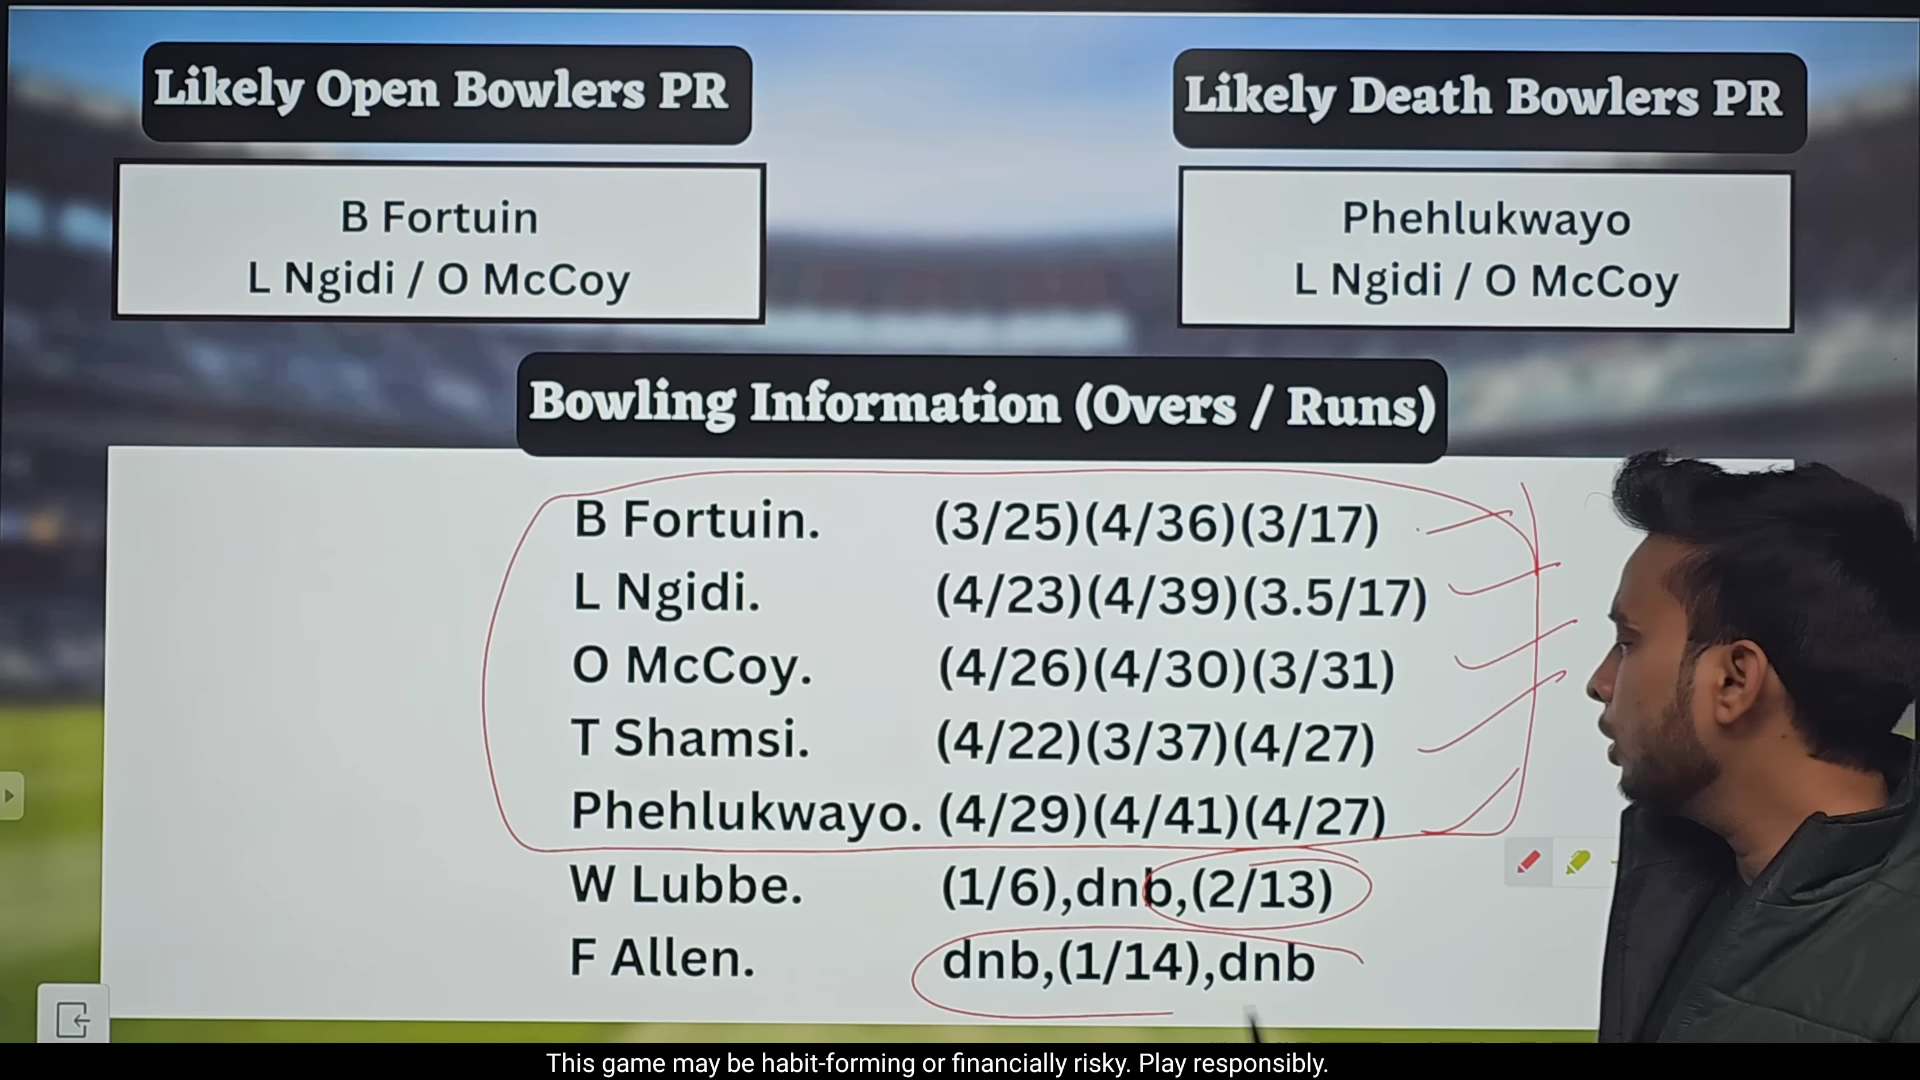 Likely Open Bowlers PR
Likely Death Bowlers PR
B Fortuin
L Ngidi / O McCoy
Phehlukwayo
L Ngidi / O McCoy
Bowling Information (Overs / Runs)
B Fortuin. (3/25)(4/36)(3/17)
L Ngidi. (4/23)(4/39)(3.5/17)
O McCoy. (4/26)(4/30)(3/31)
T Shamsi. (4/22)(3/37)(4/27)
Phehlukwayo. (4/29)(4/41)(4/27)
W Lubbe. (1/6),dnb,(2/13)
F Allen. dnb,(1/14),dnb
This game may be habit-forming or financially risky. Play responsibly.